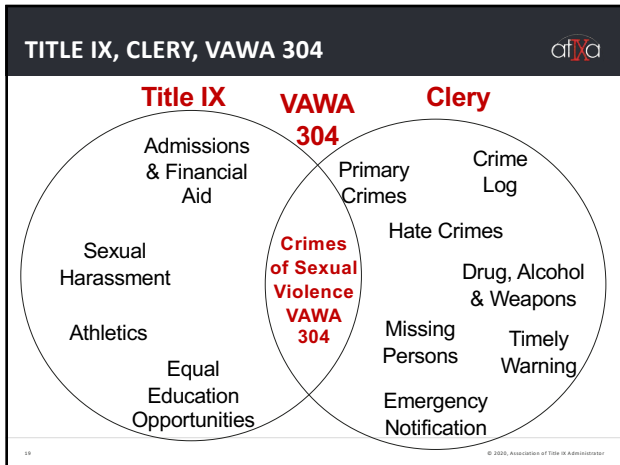 TITLE IX, CLERY, VAWA 304
atIXa
Title IX
VAWA
304
Clery
Admissions
& Financial
Aid
Sexual
Harassment
Athletics
Equal
Education
Opportunities
Crimes
of Sexual
Violence
VAWA
304
Primary
Crimes
Crime
Log
Hate Crimes
Drug, Alcohol
& Weapons
Missing
Persons
Timely
Warning
Emergency
Notification
19
© 2020, Association of Title IX Administrator